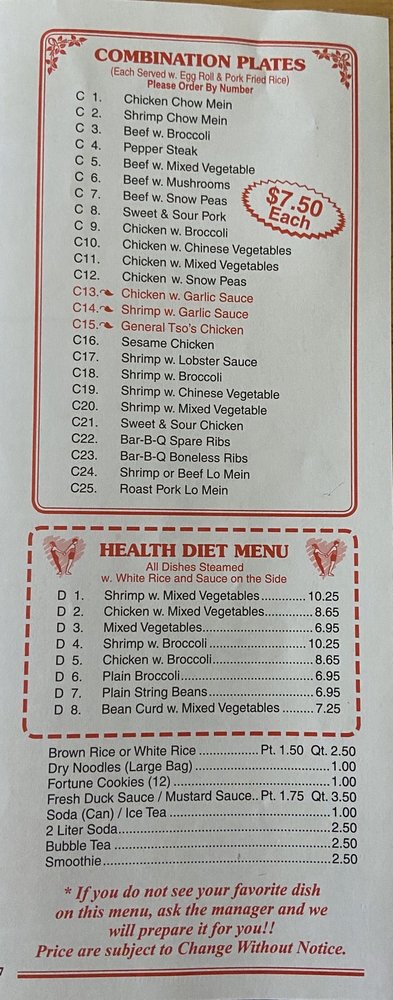 COMBINATION PLATES
(Each Served w. Egg Roll & Pork Fried Rice)
Please Order By Number
C 1. Chicken Chow Mein
C 2. Shrimp Chow Mein
C 3. Beef w. Broccoli
C 4. Pepper Steak
C 5. Beef w. Mixed Vegetable
C 6. Beef w. Mushrooms
C 7. Beef w. Snow Peas
C 8. Sweet & Sour Pork
C 9. Chicken w. Broccoli
C10. Chicken w. Chinese Vegetables
C11. Chicken w. Mixed Vegetables
C12. Chicken w. Snow Peas
C13. Chicken w. Garlic Sauce
C14. Shrimp w. Garlic Sauce
C15. General Tso's Chicken
C16. Sesame Chicken
C17. Shrimp w. Lobster Sauce
C18. Shrimp w. Broccoli
C19. Shrimp w. Chinese Vegetable
C20. Shrimp w. Mixed Vegetable
C21. Sweet & Sour Chicken
C22. Bar-B-Q Spare Ribs
C23. Bar-B-Q Boneless Ribs
C24. Shrimp or Beef Lo Mein
C25. Roast Pork Lo Mein
$7.50
Each
HEALTH DIET MENU
All Dishes Steamed
w. White Rice and Sauce on the Side
D 1. Shrimp w. Mixed Vegetables............. 10.25
D 2. Chicken w. Mixed Vegetables............ 8.65
D 3. Mixed Vegetables................................ 6.95
D 4. Shrimp w. Broccoli............................ 10.25
D 5. Chicken w. Broccoli............................. 8.65
D 6. Plain Broccoli...................................... 6.95
D 7. Plain String Beans.............................. 6.95
D 8. Bean Curd w. Mixed Vegetables ......... 7.25
Brown Rice or White Rice ................. Pt. 1.50 Qt. 2.50
Dry Noodles (Large Bag) ........................................ 1.00
Fortune Cookies (12) .............................................. 1.00
Fresh Duck Sauce / Mustard Sauce.. Pt. 1.75 Qt. 3.50
Soda (Can) / Ice Tea ............................................... 1.00
2 Liter Soda............................................................. 2.50
Bubble Tea .............................................................. 2.50
Smoothie.................................................................. 2.50
* If you do not see your favorite dish
on this menu, ask the manager and we
will prepare it for you!!
Price are subject to Change Without Notice.
7